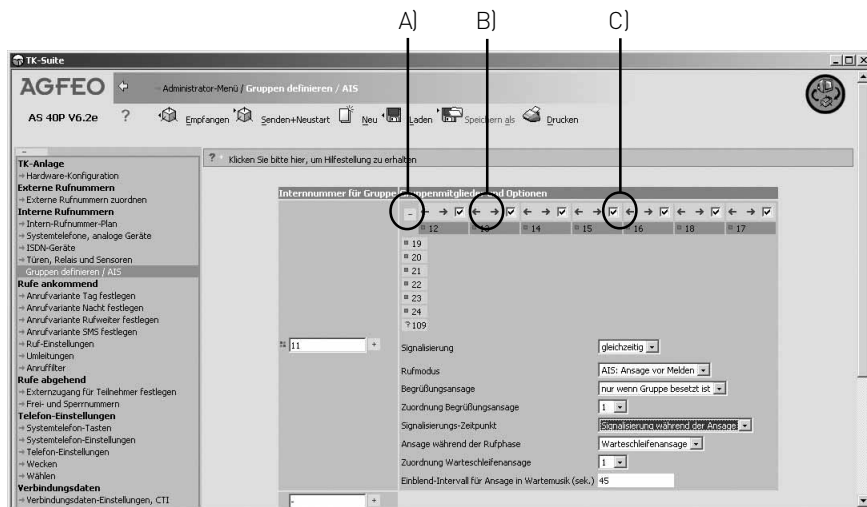 A) B) C)
TK-Suite
AGFEO Administrator-Menü / Gruppen definieren / AIS
AS 40P V6.2e ? Empfangen Senden+Neustart Neu Laden Speichern als Drucken
? Klicken Sie bitte hier, um Hilfestellung zu erhalten
TK-Anlage
Hardware-Konfiguration
Externe Rufnummern
Externe Rufnummern zuordnen
Interne Rufnummern
Intern-Rufnummer-Plan
Systemtelefone, analoge Geräte
ISDN-Geräte
Türen, Relais und Sensoren
Gruppen definieren / AIS
Rufe ankommend
Anrufvariante Tag festlegen
Anrufvariante Nacht festlegen
Anrufvariante Rufweiter festlegen
Anrufvariante SMS festlegen
Ruf-Einstellungen
Umleitungen
Anruffilter
Rufe abgehend
Externzugang für Teilnehmer festlegen
Frei- und Sperrnummern
Telefon-Einstellungen
Systemtelefon-Tasten
Systemtelefon-Einstellungen
Telefon-Einstellungen
Wecken
Wählen
Verbindungsdaten
Verbindungsdaten-Einstellungen, CTI
Internnummer für Gruppe Gruppenmitglieder und Optionen
12 13 14 15 16 18 17
19
20
21
22
23
24
? 109
11 +
Signalisierung gleichzeitig
Rufmodus AIS: Ansage vor Melden
Begrüßungsansage nur wenn Gruppe besetzt ist
Zuordnung Begrüßungsansage 1
Signalisierungs-Zeitpunkt Signalisierung während der Ansage
Ansage während der Rufphase Warteschleifenansage
Zuordnung Warteschleifenansage 1
Einblend-Intervall für Ansage in Wartemusik (sek.) 45
- +